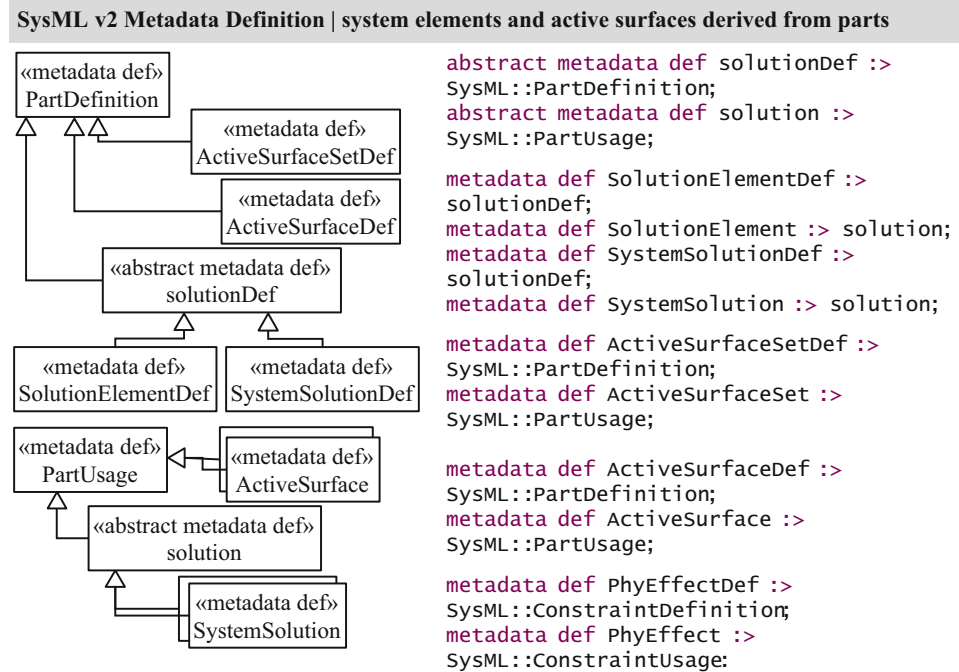 SysML v2 Metadata Definition | system elements and active surfaces derived from parts
«metadata def»
PartDefinition
«metadata def»
ActiveSurfaceSetDef
«metadata def»
ActiveSurfaceDef
«abstract metadata def»
solutionDef
«metadata def»
SolutionElementDef
«metadata def»
SystemSolutionDef
«metadata def»
PartUsage
«metadata def»
ActiveSurface
«abstract metadata def»
solution
«metadata def»
SystemSolution
abstract metadata def solutionDef :>
SysML::PartDefinition;
abstract metadata def solution :>
SysML::PartUsage;
metadata def SolutionElementDef :>
solutionDef;
metadata def SolutionElement :> solution;
metadata def SystemSolutionDef :>
solutionDef;
metadata def SystemSolution :> solution;
metadata def ActiveSurfaceSetDef :>
SysML::PartDefinition;
metadata def ActiveSurfaceSet :>
SysML::PartUsage;
metadata def ActiveSurfaceDef :>
SysML::PartDefinition;
metadata def ActiveSurface :>
SysML::PartUsage;
metadata def PhyEffectDef :>
SysML::ConstraintDefinition;
metadata def PhyEffect :>
SysML::ConstraintUsage: